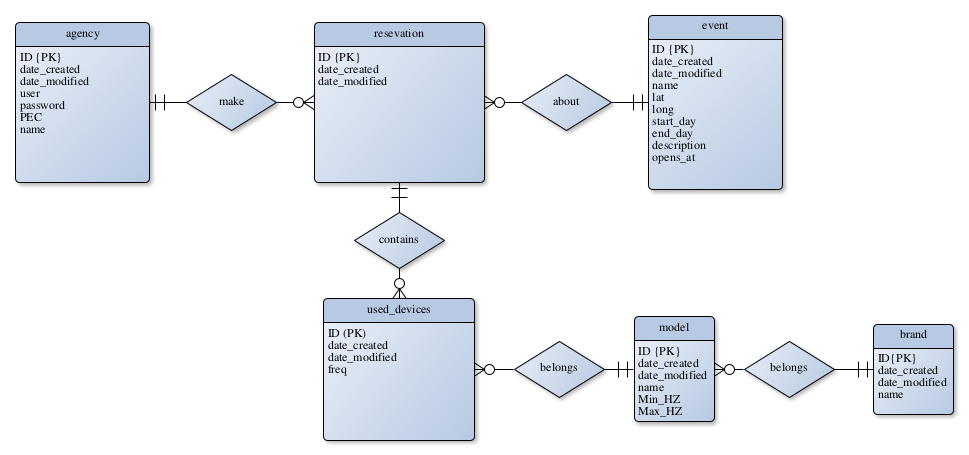 agency
ID {PK}
date_created
date_modified
user
password
PEC
name
make
resevation
ID {PK}
date_created
date_modified
about
event
ID {PK}
date_created
date_modified
name
lat
long
start_day
end_day
description
opens_at
contains
used_devices
ID (PK)
date_created
date_modified
freq
belongs
model
ID {PK}
date_created
date_modified
name
Min_HZ
Max_HZ
belongs
brand
ID{PK}
date_created
date_modified
name